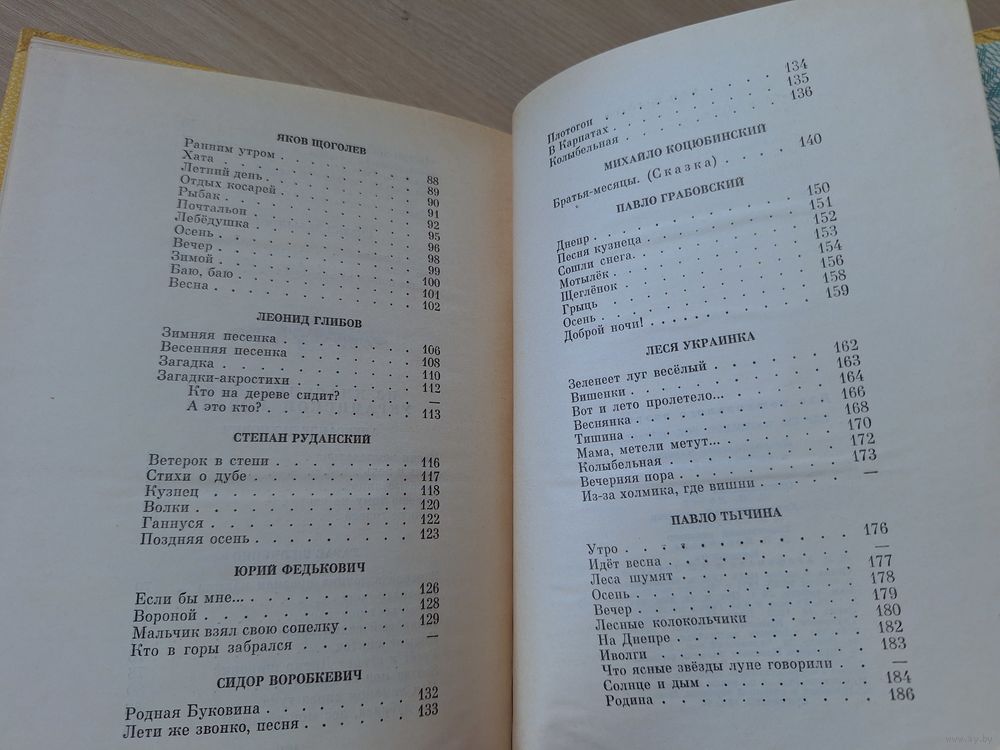 ЯКОВ ЩОГОЛЕВ
Ранним утром . . . . . . . . . 88
Хата . . . . . . . . . 89
Летний день . . . . . . . . . 90
Отдых косарей . . . . . . . . . 91
Рыбак . . . . . . . . . 92
Почтальон . . . . . . . . . 95
Лебёдушка . . . . . . . . . 96
Осень . . . . . . . . . 98
Вечер . . . . . . . . . 99
Зимой . . . . . . . . . 100
Баю, баю . . . . . . . . . 101
Весна . . . . . . . . . 102
ЛЕОНИД ГЛИБОВ
Зимняя песенка . . . . . . . . . 106
Весенняя песенка . . . . . . . . . 108
Загадка . . . . . . . . . 110
Загадки-акростихи . . . . . . . . . 112
Кто на дереве сидит? . . . . . . —
А это кто? . . . . . . . . . 113
СТЕПАН РУДАНСКИЙ
Ветерок в степи . . . . . . . . . 116
Стихи о дубе . . . . . . . . . 117
Кузнец . . . . . . . . . 118
Волки . . . . . . . . . 120
Ганнуся . . . . . . . . . 122
Поздняя осень . . . . . . . . . 123
ЮРИЙ ФЕДЬКОВИЧ
Если бы мне... . . . . . . . . . 126
Вороной . . . . . . . . . 128
Мальчик взял свою сопелку . . . . . 129
Кто в горы забрался . . . . . . . —
СИДОР ВОРОБКЕВИЧ
Родная Буковина . . . . . . . . . 132
Лети же звонко, песня . . . . . . . 133
Плотогон . . . . . . . . . 134
В Карпатах . . . . . . . . . 135
Колыбельная . . . . . . . . . 136
МИХАЙЛО КОЦЮБИНСКИЙ
Братья-месяцы. (Сказка) . . . . 140
ПАВЛО ГРАБОВСКИЙ
Днепр . . . . . . . . . 150
Песня кузнеца . . . . . . . . . 151
Сошли снега. . . . . . . . . . 152
Мотылёк . . . . . . . . . 153
Щеглёнок . . . . . . . . . 154
Грыць . . . . . . . . . 156
Осень . . . . . . . . . 158
Доброй ночи! . . . . . . . . . 159
ЛЕСЯ УКРАИНКА
Зеленеет луг весёлый . . . . . . 162
Вишенки . . . . . . . . . 163
Вот и лето пролетело... . . . . . . 164
Веснянка . . . . . . . . . 166
Тишина . . . . . . . . . 168
Мама, метели метут... . . . . . . 170
Колыбельная . . . . . . . . . 172
Вечерняя пора . . . . . . . . . 173
Из-за холмика, где вишни . . . . . —
ПАВЛО ТЫЧИНА
Утро . . . . . . . . . 176
Идёт весна . . . . . . . . . —
Леса шумят . . . . . . . . . 177
Осень . . . . . . . . . 178
Вечер . . . . . . . . . 179
Лесные колокольчики . . . . . . 180
На Днепре . . . . . . . . . 182
Иволги . . . . . . . . . 183
Что ясные звёзды луне говорили . . —
Солнце и дым . . . . . . . . . 184
Родина . . . . . . . . . 186
www.ay.by